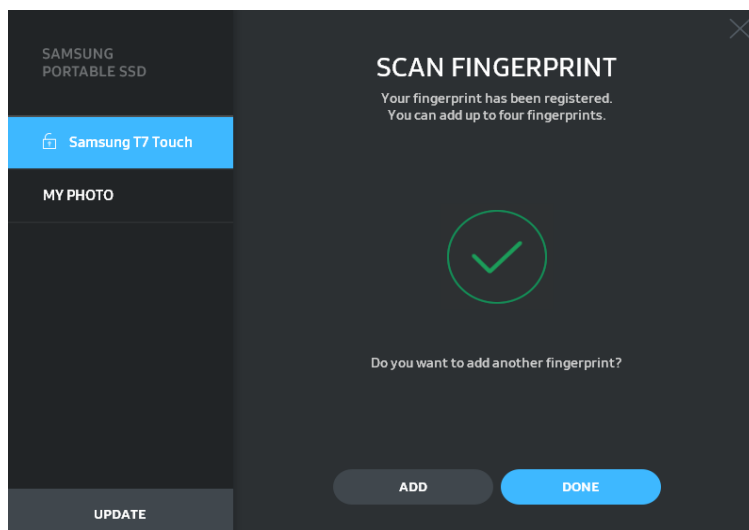 SAMSUNG
PORTABLE SSD
Samsung T7 Touch
MY PHOTO
UPDATE
SCAN FINGERPRINT
Your fingerprint has been registered.
You can add up to four fingerprints.
Do you want to add another fingerprint?
ADD
DONE